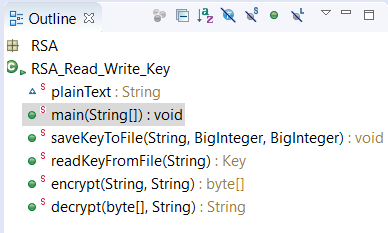 Outline
RSA
RSA_Read_Write_Key
plainText : String
main(String[]) : void
saveKeyToFile(String, BigInteger, BigInteger) : void
readKeyFromFile(String) : Key
encrypt(String, String) : byte[]
decrypt(byte[], String) : String